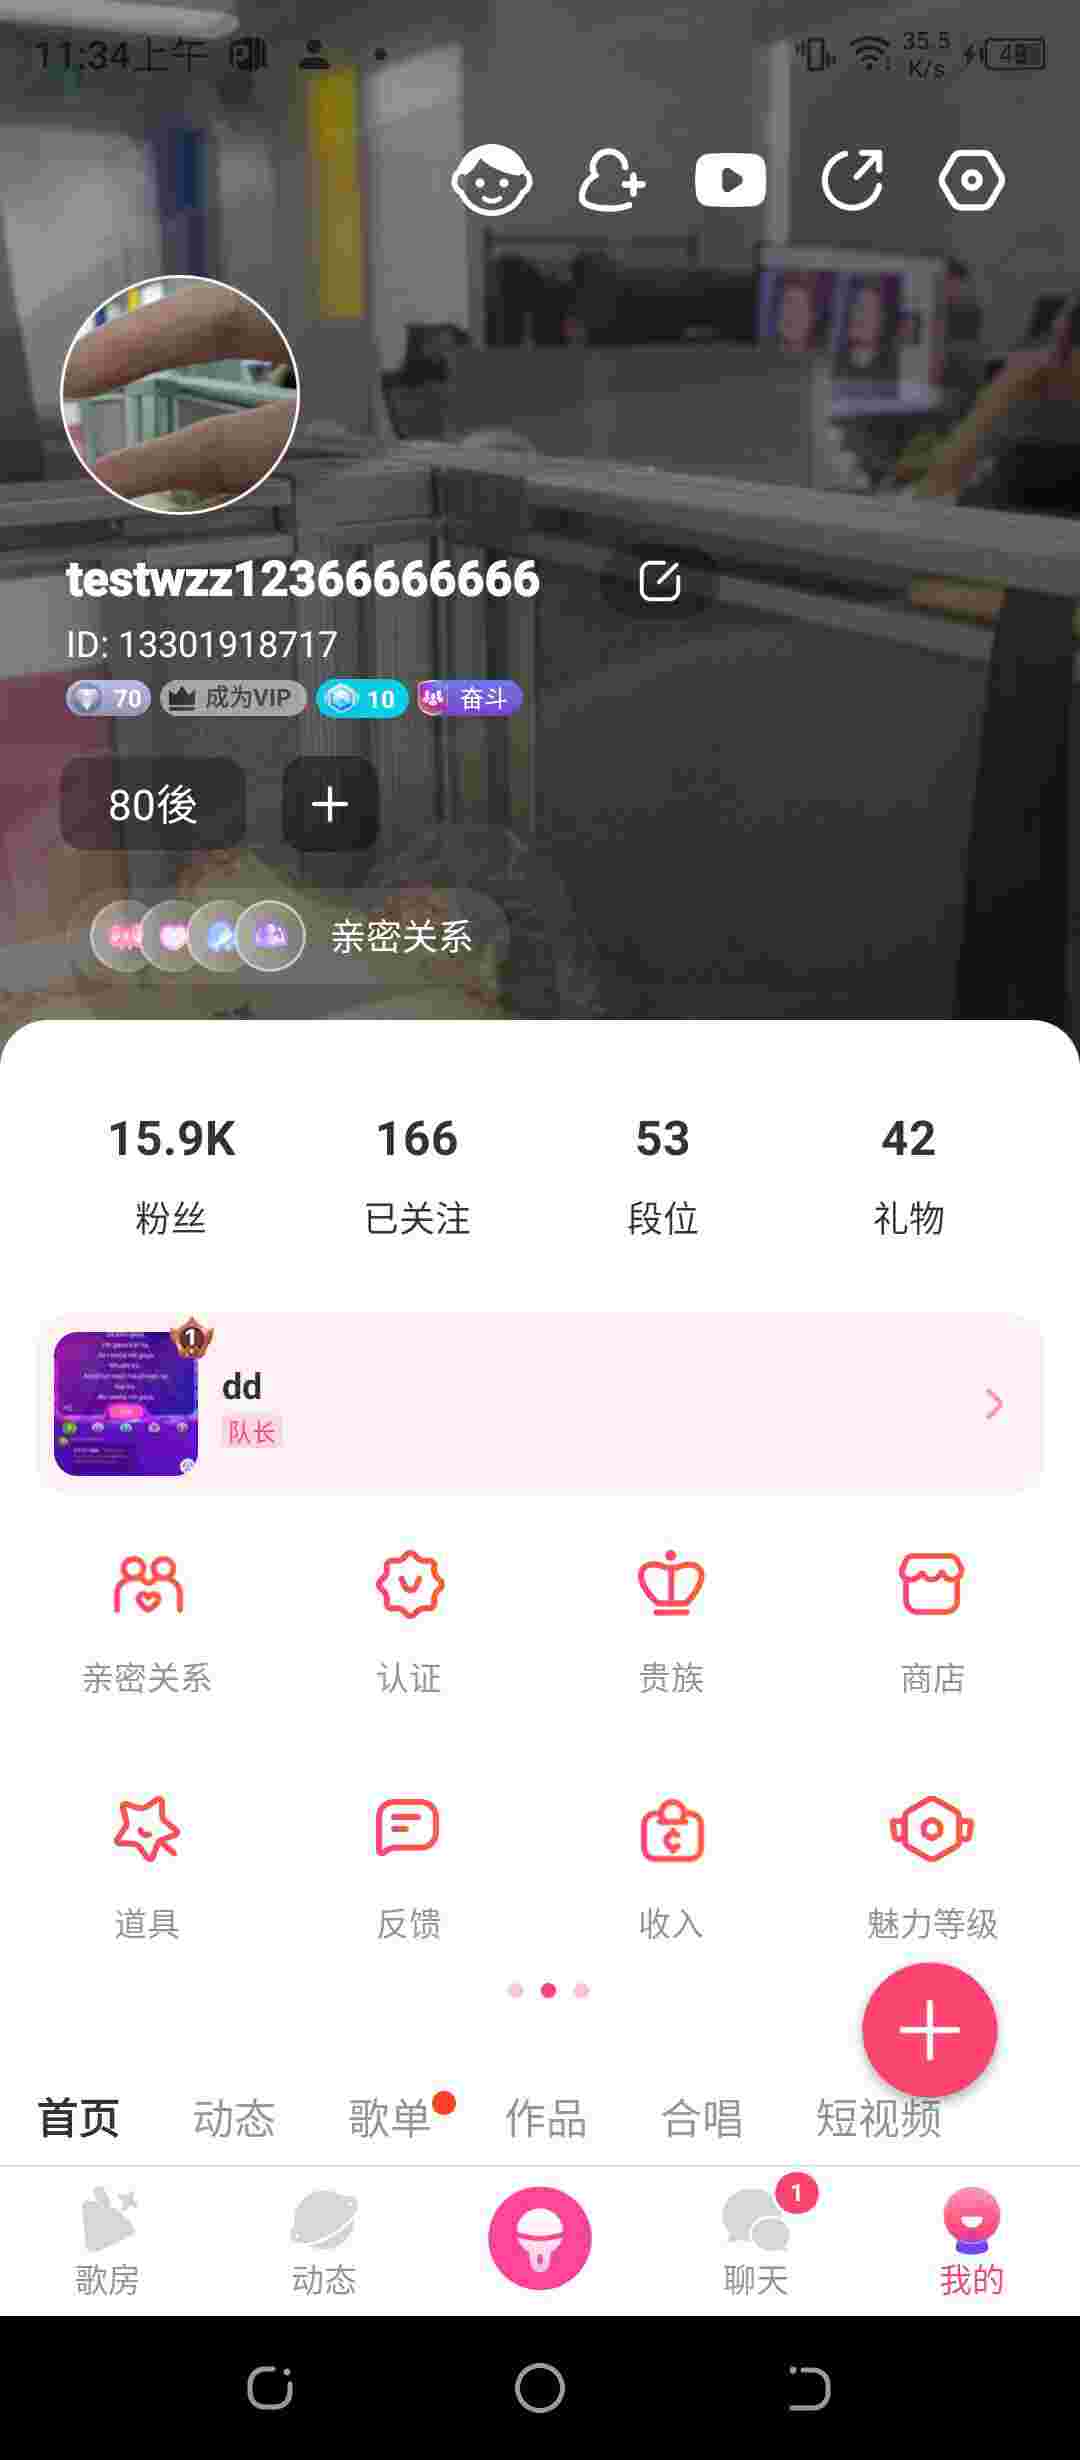 11:34上午
35.5
K/s
testwzz12366666666
ID: 13301918717
70
成为VIP
10
奋斗
80後
亲密关系
15.9K
166
53
42
粉丝
已关注
段位
礼物
1
dd
队长
亲密关系
认证
贵族
商店
道具
反馈
收入
魅力等级
首页
动态
歌单
作品
合唱
短视频
1
歌房
动态
聊天
我的